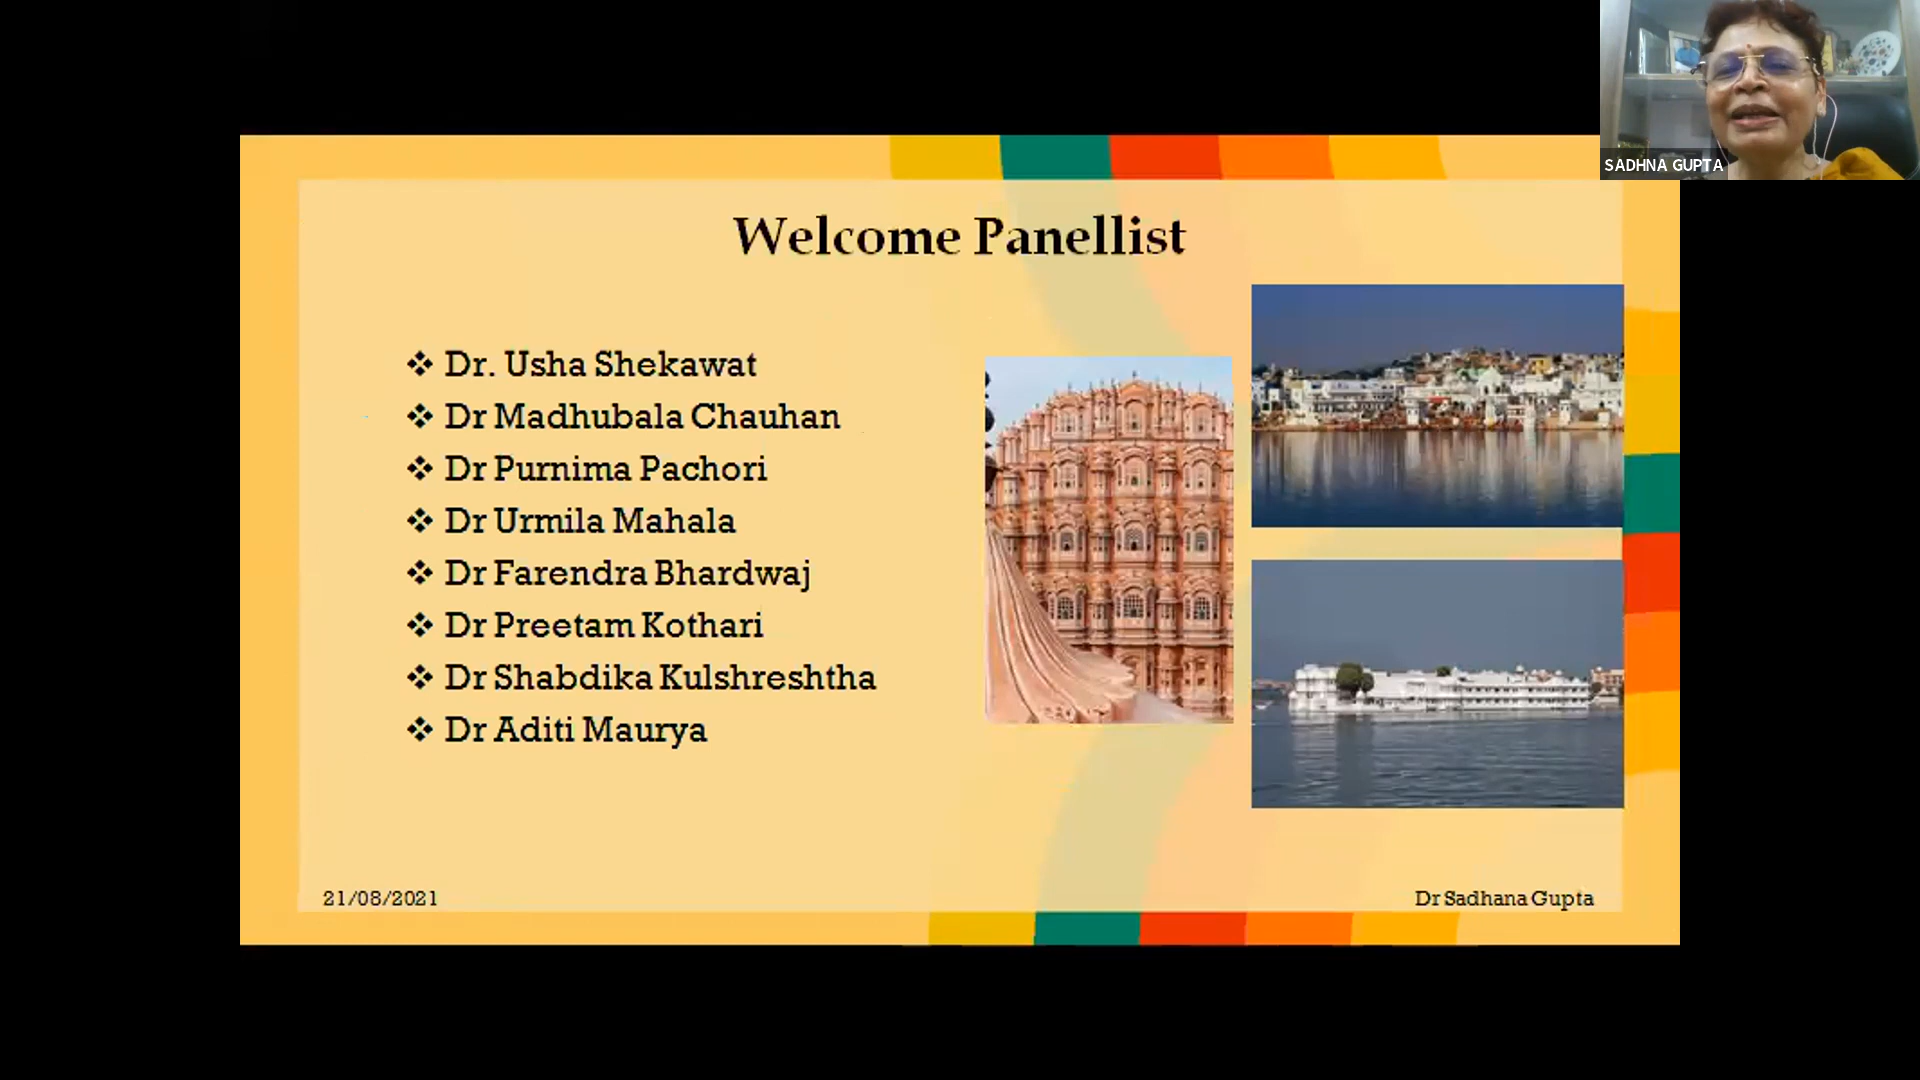 SADHNA GUPTA
Welcome Panellist
❖ Dr. Usha Shekawat
❖ Dr Madhubala Chauhan
❖ Dr Purnima Pachori
❖ Dr Urmila Mahala
❖ Dr Farendra Bhardwaj
❖ Dr Preetam Kothari
❖ Dr Shabdika Kulshreshtha
❖ Dr Aditi Maurya
21/08/2021
Dr Sadhana Gupta